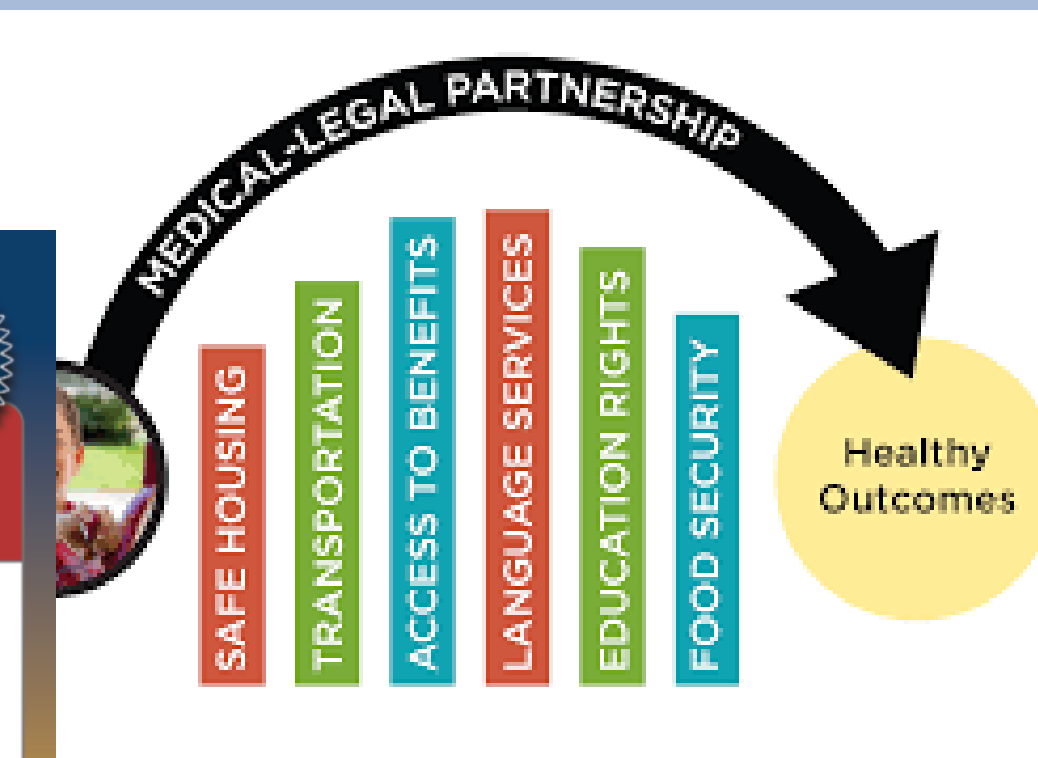 MEDICAL-LEGAL PARTNERSHIP
SAFE HOUSING
TRANSPORTATION
ACCESS TO BENEFITS
LANGUAGE SERVICES
EDUCATION RIGHTS
FOOD SECURITY
Healthy
Outcomes